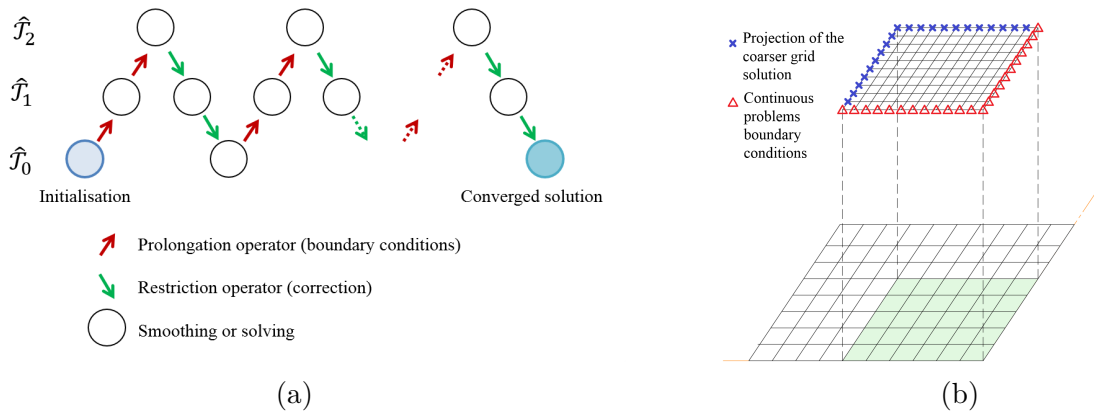 𝒯̂₂
𝒯̂₁
𝒯̂₀
Initialisation
Converged solution
Prolongation operator (boundary conditions)
Restriction operator (correction)
Smoothing or solving
(a)
Projection of the
coarser grid
solution
Continuous
problems
boundary
conditions
(b)